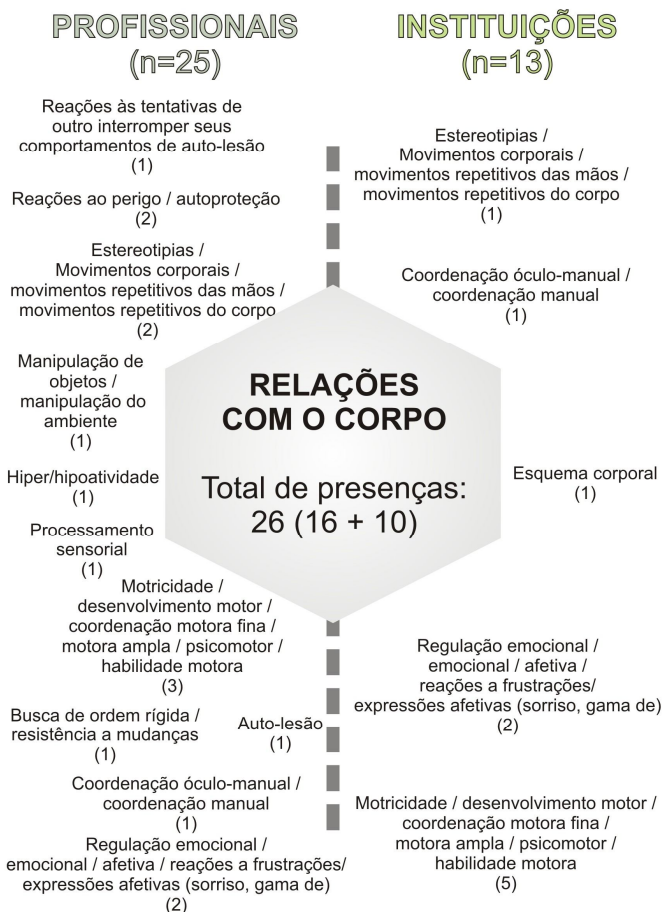 PROFISSIONAIS
(n=25)
Reações às tentativas de
outro interromper seus
comportamentos de auto-lesão
(1)
Reações ao perigo / autoproteção
(2)
Estereotipias /
Movimentos corporais /
movimentos repetitivos das mãos /
movimentos repetitivos do corpo
(2)
Manipulação de
objetos /
manipulação do
ambiente
(1)
Hiper/hipoatividade
(1)
Processamento
sensorial
(1)
Motricidade /
desenvolvimento motor /
coordenação motora fina /
motora ampla / psicomotor /
habilidade motora
(3)
Busca de ordem rígida /
resistência a mudanças
(1)
Auto-lesão
(1)
Coordenação óculo-manual /
coordenação manual
(1)
Regulação emocional /
emocional / afetiva / reações a frustrações/
expressões afetivas (sorriso, gama de)
(2)
RELAÇÕES
COM O CORPO
Total de presenças:
26 (16 + 10)
INSTITUIÇÕES
(n=13)
Estereotipias /
Movimentos corporais /
movimentos repetitivos das mãos /
movimentos repetitivos do corpo
(1)
Coordenação óculo-manual /
coordenação manual
(1)
Esquema corporal
(1)
Regulação emocional /
emocional / afetiva /
reações a frustrações/
expressões afetivas (sorriso, gama de)
(2)
Motricidade / desenvolvimento motor /
coordenação motora fina /
motora ampla / psicomotor /
habilidade motora
(5)